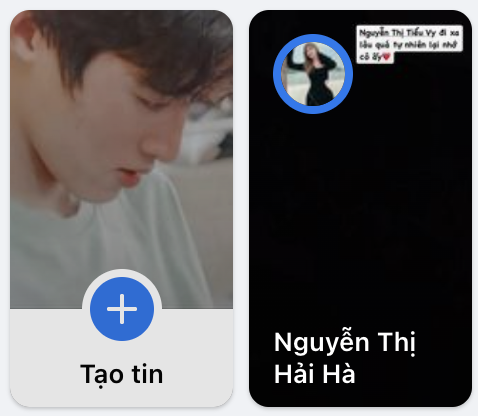 Nguyễn Thị Tiểu Vy đi xa
lâu quá tự nhiên lại nhớ
cô ấy❤️
Tạo tin
Nguyễn Thị
Hải Hà